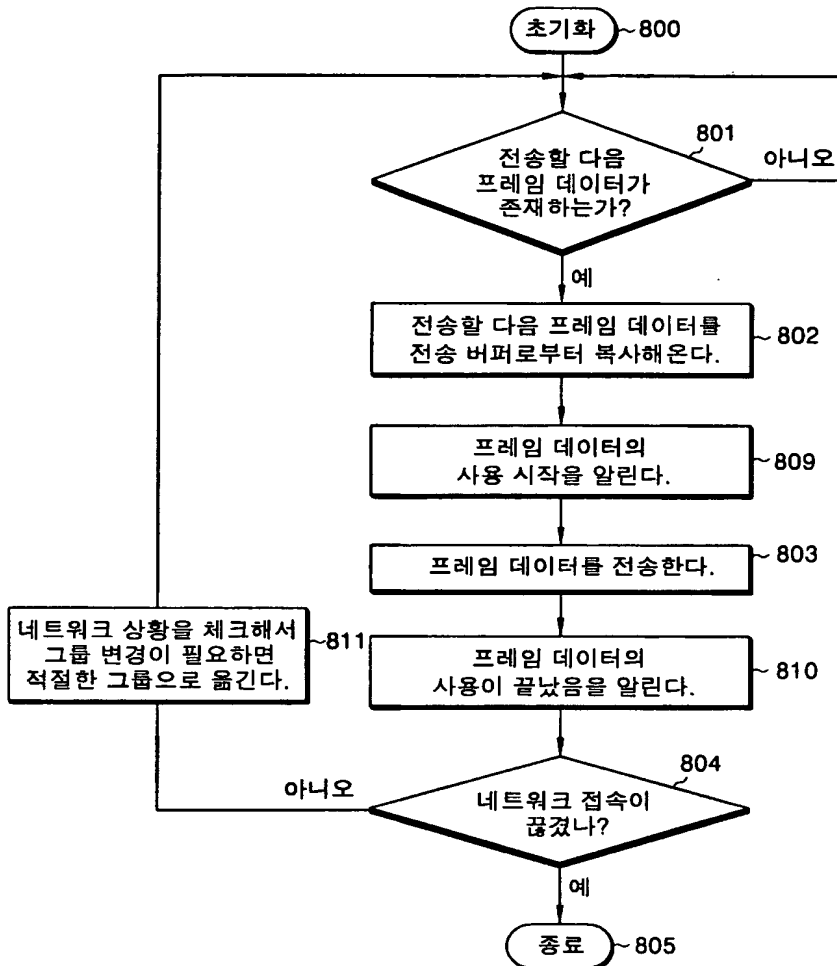 초기화
800
801
전송할 다음
프레임 데이터가
존재하는가?
아니오
예
전송할 다음 프레임 데이터를
전송 버퍼로부터 복사해온다.
802
프레임 데이터의
사용 시작을 알린다.
809
프레임 데이터를 전송한다.
803
네트워크 상황을 체크해서
그룹 변경이 필요하면
적절한 그룹으로 옮긴다.
811
프레임 데이터의
사용이 끝났음을 알린다.
810
804
아니오
네트워크 접속이
끊겼나?
예
종료
805